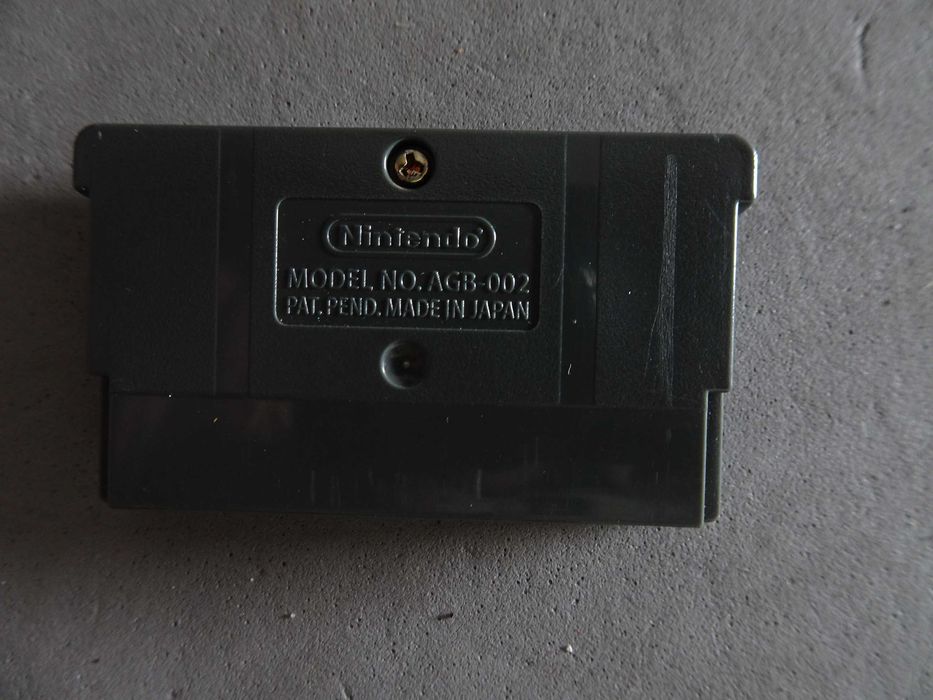 Nintendo®
MODEL NO. AGB-002
PAT. PEND. MADE IN JAPAN